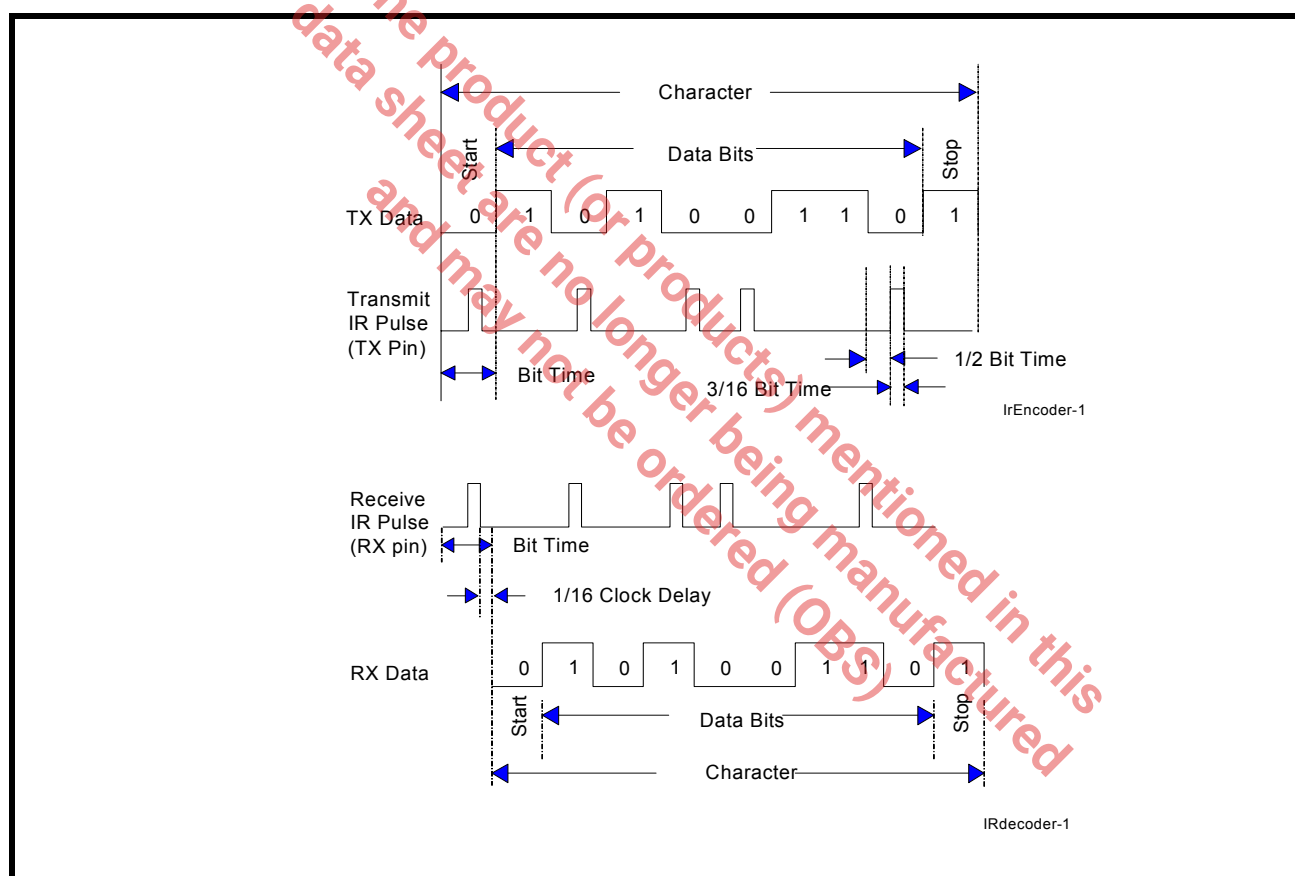 he product (or products) mentioned in this
data sheet are no longer being manufactured
and may not be ordered (OBS)
Character
Start
Data Bits
Stop
TX Data 0 1 0 1 0 0 1 1 0 1
Transmit
IR Pulse
(TX Pin)
Bit Time
1/2 Bit Time
3/16 Bit Time
IrEncoder-1
Receive
IR Pulse
(RX pin)
Bit Time
1/16 Clock Delay
RX Data 0 1 0 1 0 0 1 1 0 1
Start
Data Bits
Stop
Character
IRdecoder-1